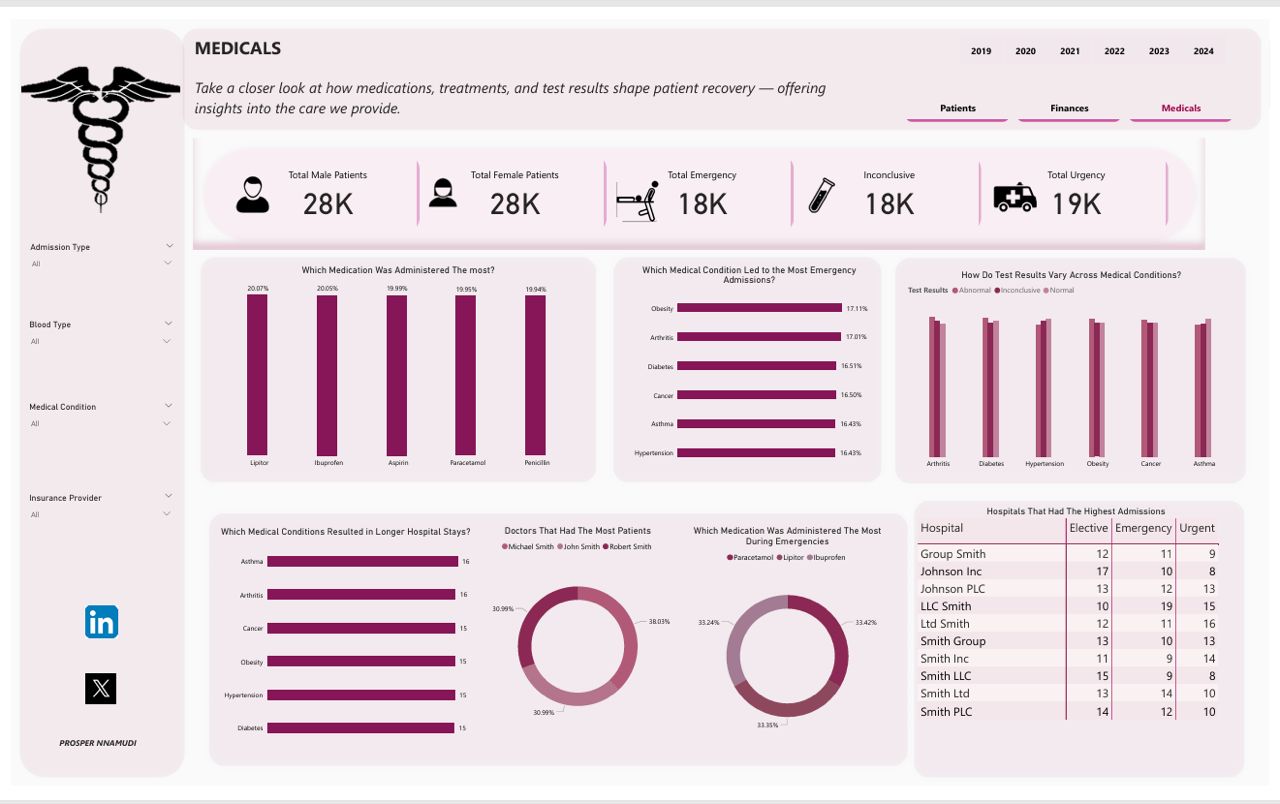 MEDICALS
2019 2020 2021 2022 2023 2024
Take a closer look at how medications, treatments, and test results shape patient recovery — offering
insights into the care we provide.
Patients Finances Medicals
Total Male Patients
28K
Total Female Patients
28K
Total Emergency
18K
Inconclusive
18K
Total Urgency
19K
Admission Type
All
Blood Type
All
Medical Condition
All
Insurance Provider
All
in
X
PROSPER NNAMUDI
Which Medication Was Administered The most?
20.07% 20.05% 19.99% 19.95% 19.94%
Lipitor Ibuprofen Aspirin Paracetamol Penicillin
Which Medical Condition Led to the Most Emergency
Admissions?
Obesity 17.11%
Arthritis 17.01%
Diabetes 16.51%
Cancer 16.50%
Asthma 16.43%
Hypertension 16.43%
How Do Test Results Vary Across Medical Conditions?
Test Results Abnormal Inconclusive Normal
Arthritis Diabetes Hypertension Obesity Cancer Asthma
Which Medical Conditions Resulted in Longer Hospital Stays?
Asthma 16
Arthritis 16
Cancer 15
Obesity 15
Hypertension 15
Diabetes 15
Doctors That Had The Most Patients
Michael Smith John Smith Robert Smith
30.99%
38.03%
30.99%
Which Medication Was Administered The Most
During Emergencies
Paracetamol Lipitor Ibuprofen
33.24%
33.42%
33.35%
Hospitals That Had The Highest Admissions
Hospital Elective Emergency Urgent
Group Smith 12 11 9
Johnson Inc 17 10 8
Johnson PLC 13 12 13
LLC Smith 10 19 15
Ltd Smith 12 11 16
Smith Group 13 10 13
Smith Inc 11 9 14
Smith LLC 15 9 8
Smith Ltd 13 14 10
Smith PLC 14 12 10